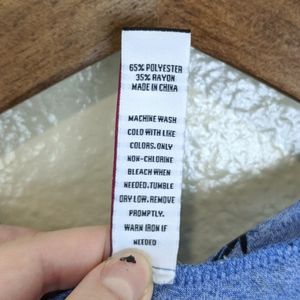 65% POLYESTER
35% RAYON
MADE IN CHINA
MACHINE WASH
COLD WITH LIKE
COLORS.ONLY
NON-CHLORINE
BLEACH WHEN
NEEDED.TUMBLE
DRY LOW.REMOVE
PROMPTLY.
WARN IRON IF
NEEDED